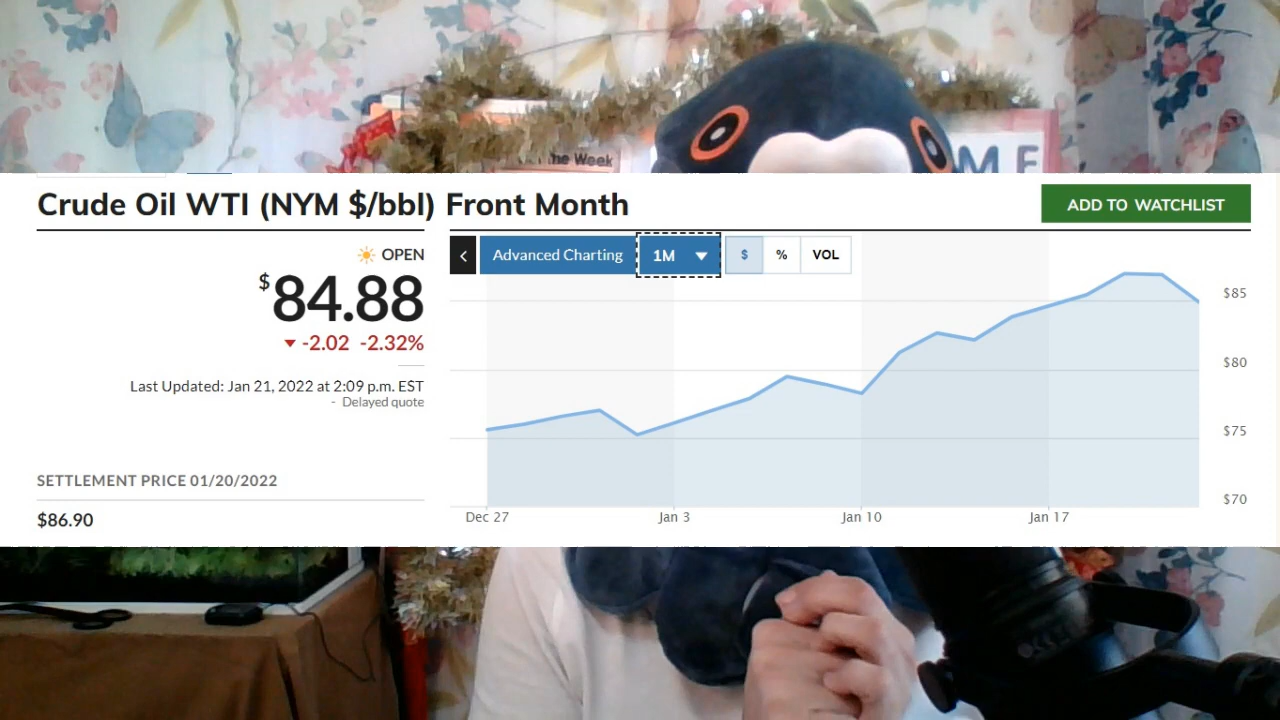 he Week
M E
Crude Oil WTI (NYM $/bbl) Front Month
ADD TO WATCHLIST
OPEN
$84.88
-2.02 -2.32%
Last Updated: Jan 21, 2022 at 2:09 p.m. EST
- Delayed quote
SETTLEMENT PRICE 01/20/2022
$86.90
Advanced Charting 1M $ % VOL
$85
$80
$75
$70
Dec 27 Jan 3 Jan 10 Jan 17